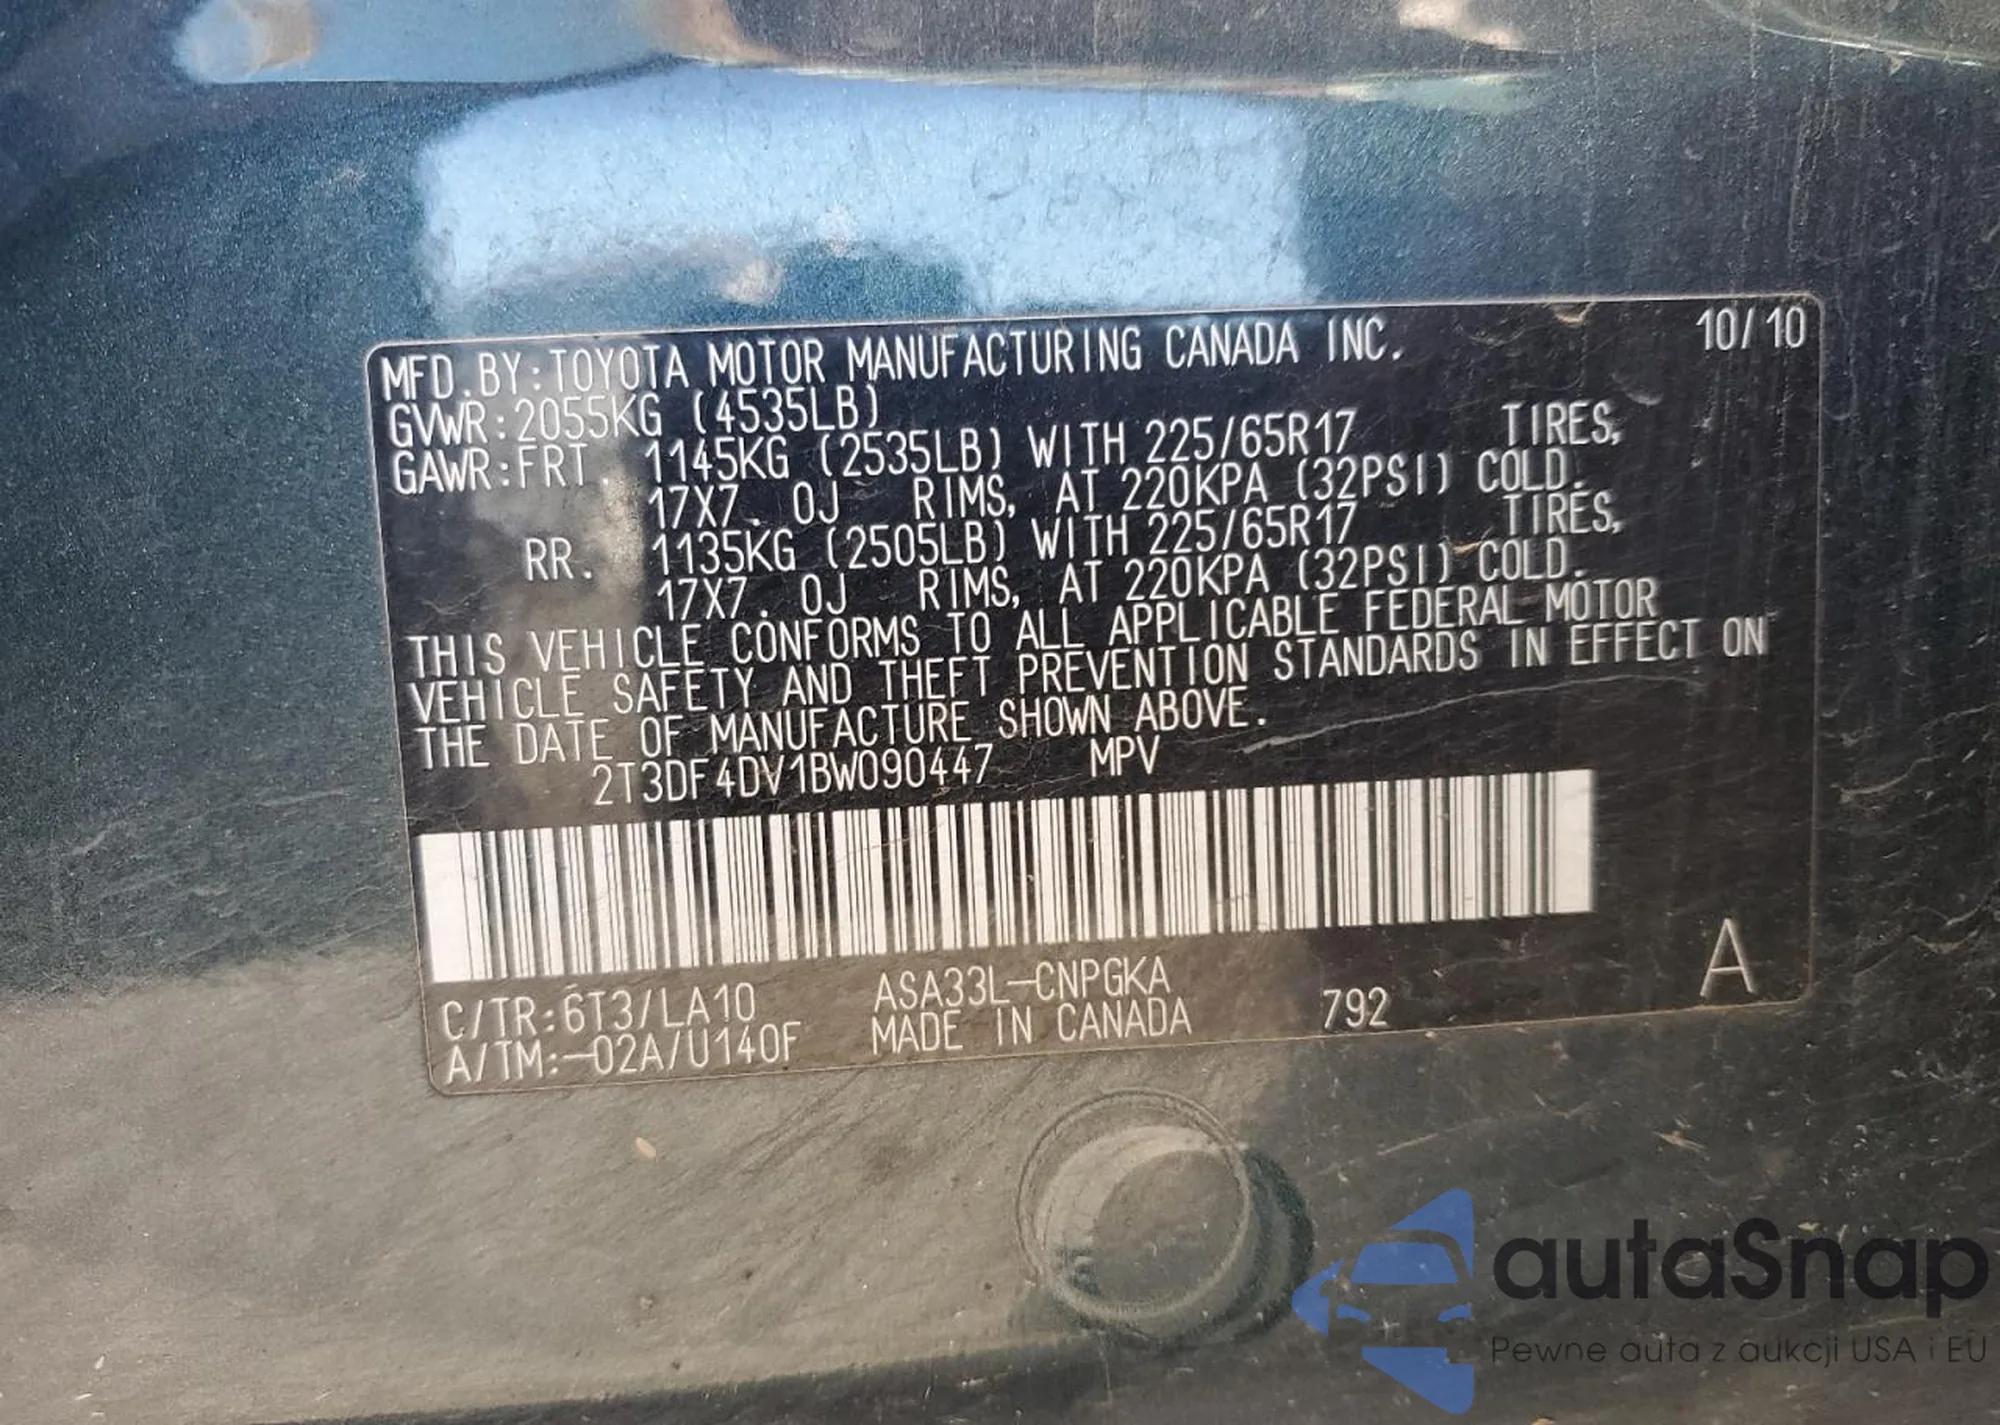 MFD.BY:TOYOTA MOTOR MANUFACTURING CANADA INC. 10/10
GVWR:2055KG (4535LB)
GAWR:FRT. 1145KG (2535LB) WITH 225/65R17 TIRES,
17X7.0J RIMS, AT 220KPA (32PSI) COLD.
RR. 1135KG (2505LB) WITH 225/65R17 TIRES,
17X7.0J RIMS, AT 220KPA (32PSI) COLD.
THIS VEHICLE CONFORMS TO ALL APPLICABLE FEDERAL MOTOR
VEHICLE SAFETY AND THEFT PREVENTION STANDARDS IN EFFECT ON
THE DATE OF MANUFACTURE SHOWN ABOVE.
2T3DF4DV1BW090447 MPV
C/TR:6T3/LA10 ASA33L-CNPGKA A
A/TM:-02A/U140F MADE IN CANADA 792
autaSnap
Pewne auta z aukcji USA i EU